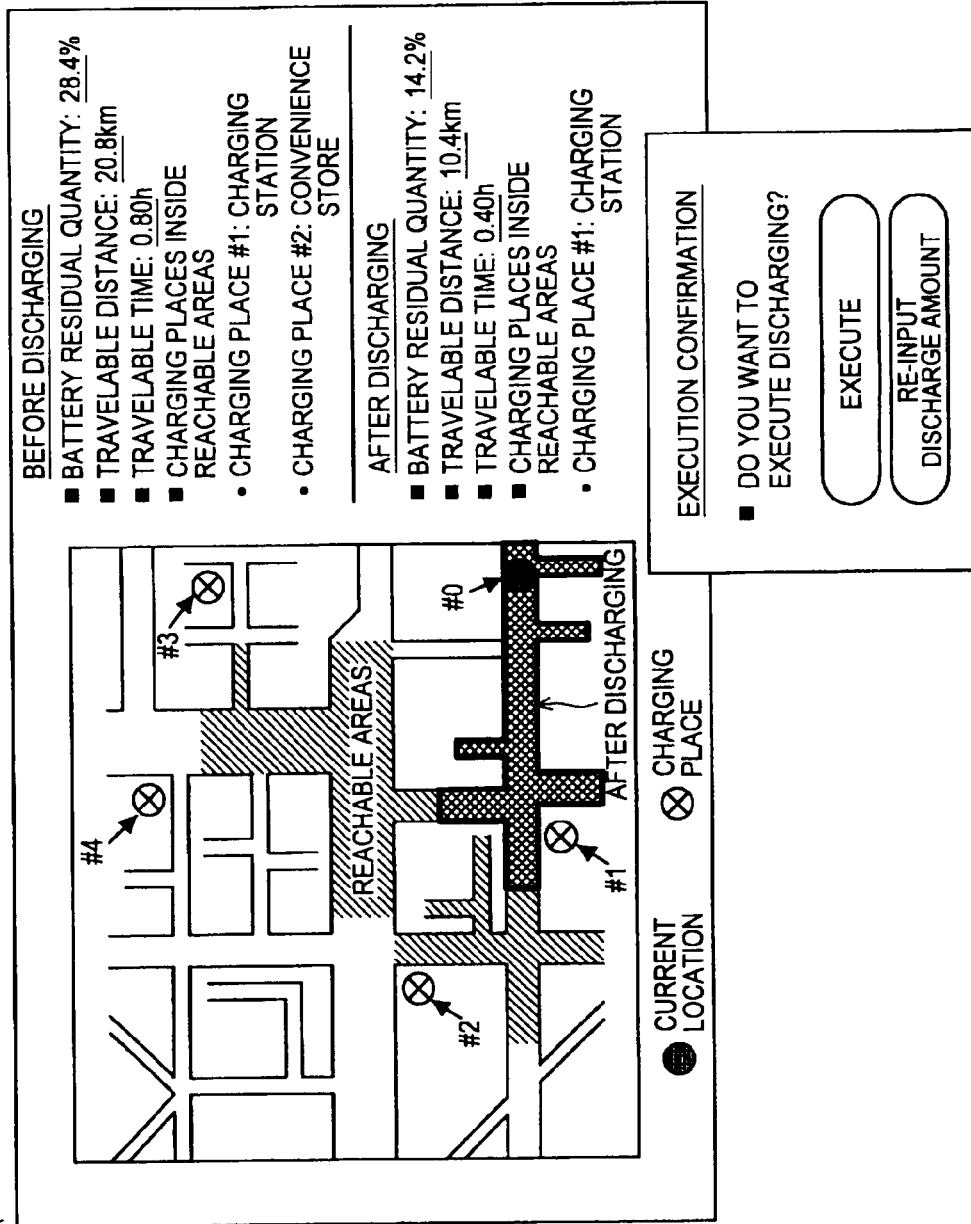 #4
#3
REACHABLE AREAS
#2
#0
#1
AFTER DISCHARGING
CURRENT
LOCATION
CHARGING
PLACE
BEFORE DISCHARGING
■ BATTERY RESIDUAL QUANTITY: 28.4%
■ TRAVELABLE DISTANCE: 20.8km
■ TRAVELABLE TIME: 0.80h
■ CHARGING PLACES INSIDE
REACHABLE AREAS
• CHARGING PLACE #1: CHARGING
STATION
• CHARGING PLACE #2: CONVENIENCE
STORE
AFTER DISCHARGING
■ BATTERY RESIDUAL QUANTITY: 14.2%
■ TRAVELABLE DISTANCE: 10.4km
■ TRAVELABLE TIME: 0.40h
■ CHARGING PLACES INSIDE
REACHABLE AREAS
• CHARGING PLACE #1: CHARGING
STATION
EXECUTION CONFIRMATION
■ DO YOU WANT TO
EXECUTE DISCHARGING?
EXECUTE
RE-INPUT
DISCHARGE AMOUNT